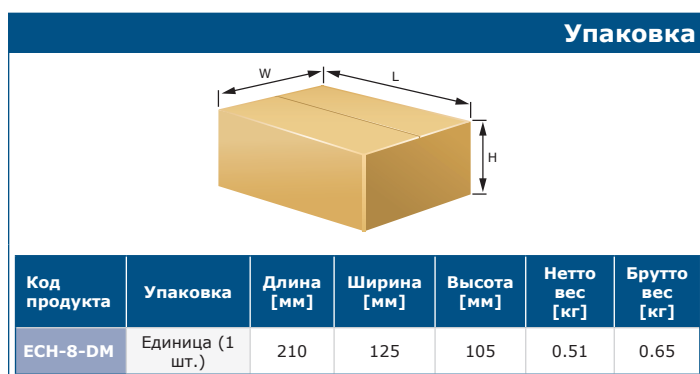 Упаковка
W
L
H
Код продукта Упаковка Длина [мм] Ширина [мм] Высота [мм] Нетто вес [кг] Брутто вес [кг]
ECH-8-DM Единица (1 шт.) 210 125 105 0.51 0.65